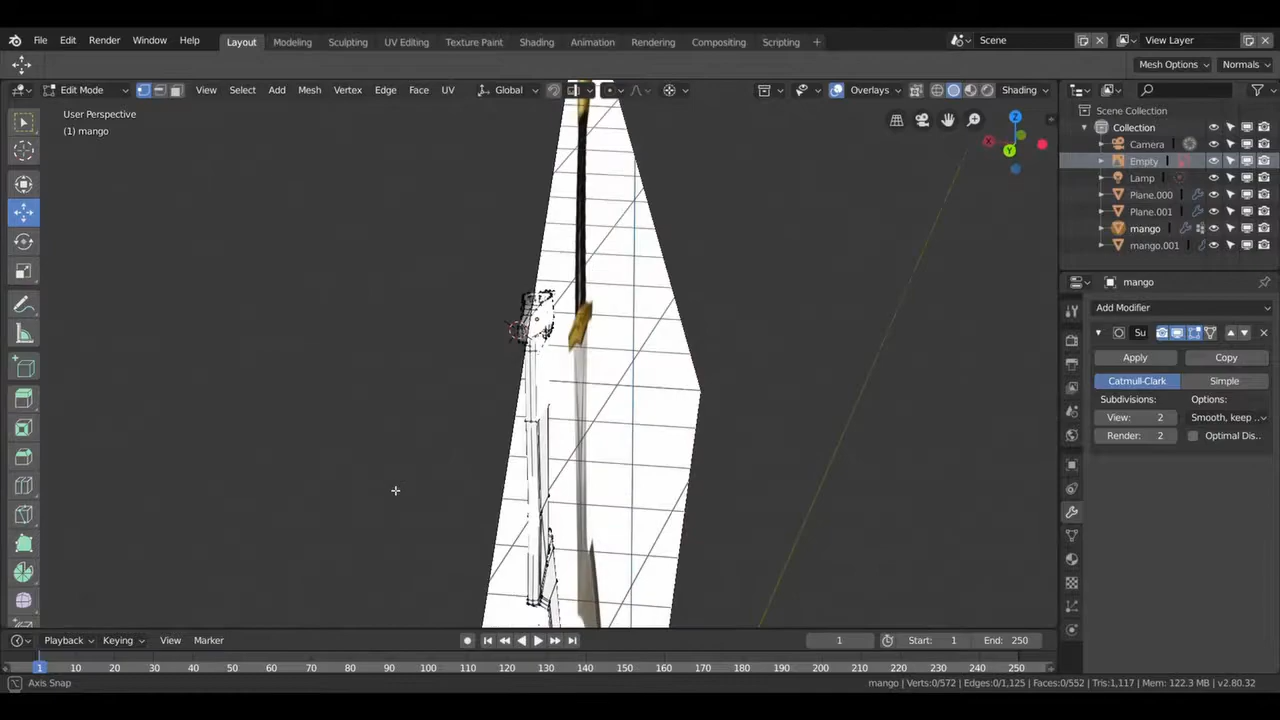 File Edit Render Window Help Layout Modeling Sculpting UV Editing Texture Paint Shading Animation Rendering Compositing Scripting + Scene View Layer
Mesh Options Normals
Edit Mode View Select Add Mesh Vertex Edge Face UV Global Overlays Shading
User Perspective
(1) mango
Z
X
Y
Scene Collection
Collection
Camera
Empty
Lamp
Plane.000
Plane.001
mango
mango.001
mango
Add Modifier
Su
Apply Copy
Catmull-Clark Simple
Subdivisions: Options:
View: 2 Smooth, keep ..
Render: 2 Optimal Dis..
Playback Keying View Marker 1 Start: 1 End: 250
1 10 20 30 40 50 60 70 80 90 100 110 120 130 140 150 160 170 180 190 200 210 220 230 240 250
Axis Snap mango | Verts:0/572 | Edges:0/1,125 | Faces:0/552 | Tris:1,117 | Mem: 122.3 MB | v2.80.32